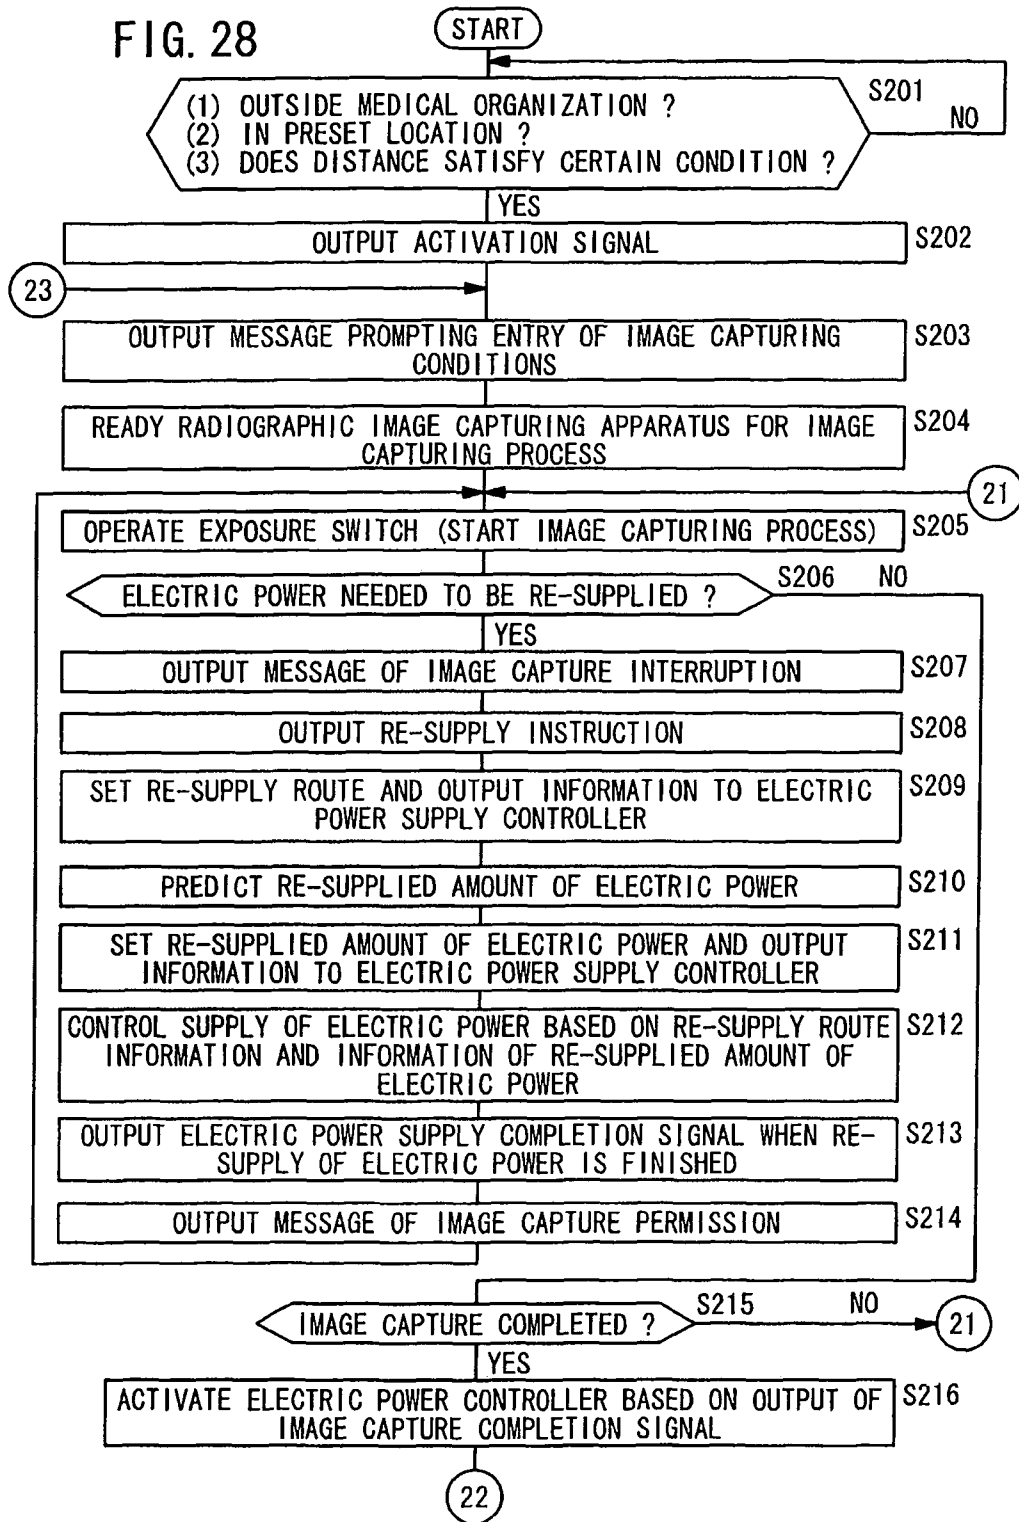 FIG. 28
START
(1) OUTSIDE MEDICAL ORGANIZATION ?
(2) IN PRESET LOCATION ?
(3) DOES DISTANCE SATISFY CERTAIN CONDITION ?
S201
NO
YES
OUTPUT ACTIVATION SIGNAL
S202
23
OUTPUT MESSAGE PROMPTING ENTRY OF IMAGE CAPTURING
CONDITIONS
S203
READY RADIOGRAPHIC IMAGE CAPTURING APPARATUS FOR IMAGE
CAPTURING PROCESS
S204
21
OPERATE EXPOSURE SWITCH (START IMAGE CAPTURING PROCESS)
S205
ELECTRIC POWER NEEDED TO BE RE-SUPPLIED ?
S206 NO
YES
OUTPUT MESSAGE OF IMAGE CAPTURE INTERRUPTION
S207
OUTPUT RE-SUPPLY INSTRUCTION
S208
SET RE-SUPPLY ROUTE AND OUTPUT INFORMATION TO ELECTRIC
POWER SUPPLY CONTROLLER
S209
PREDICT RE-SUPPLIED AMOUNT OF ELECTRIC POWER
S210
SET RE-SUPPLIED AMOUNT OF ELECTRIC POWER AND OUTPUT
INFORMATION TO ELECTRIC POWER SUPPLY CONTROLLER
S211
CONTROL SUPPLY OF ELECTRIC POWER BASED ON RE-SUPPLY ROUTE
INFORMATION AND INFORMATION OF RE-SUPPLIED AMOUNT OF
ELECTRIC POWER
S212
OUTPUT ELECTRIC POWER SUPPLY COMPLETION SIGNAL WHEN RE-
SUPPLY OF ELECTRIC POWER IS FINISHED
S213
OUTPUT MESSAGE OF IMAGE CAPTURE PERMISSION
S214
IMAGE CAPTURE COMPLETED ?
S215 NO
21
YES
ACTIVATE ELECTRIC POWER CONTROLLER BASED ON OUTPUT OF
IMAGE CAPTURE COMPLETION SIGNAL
S216
22